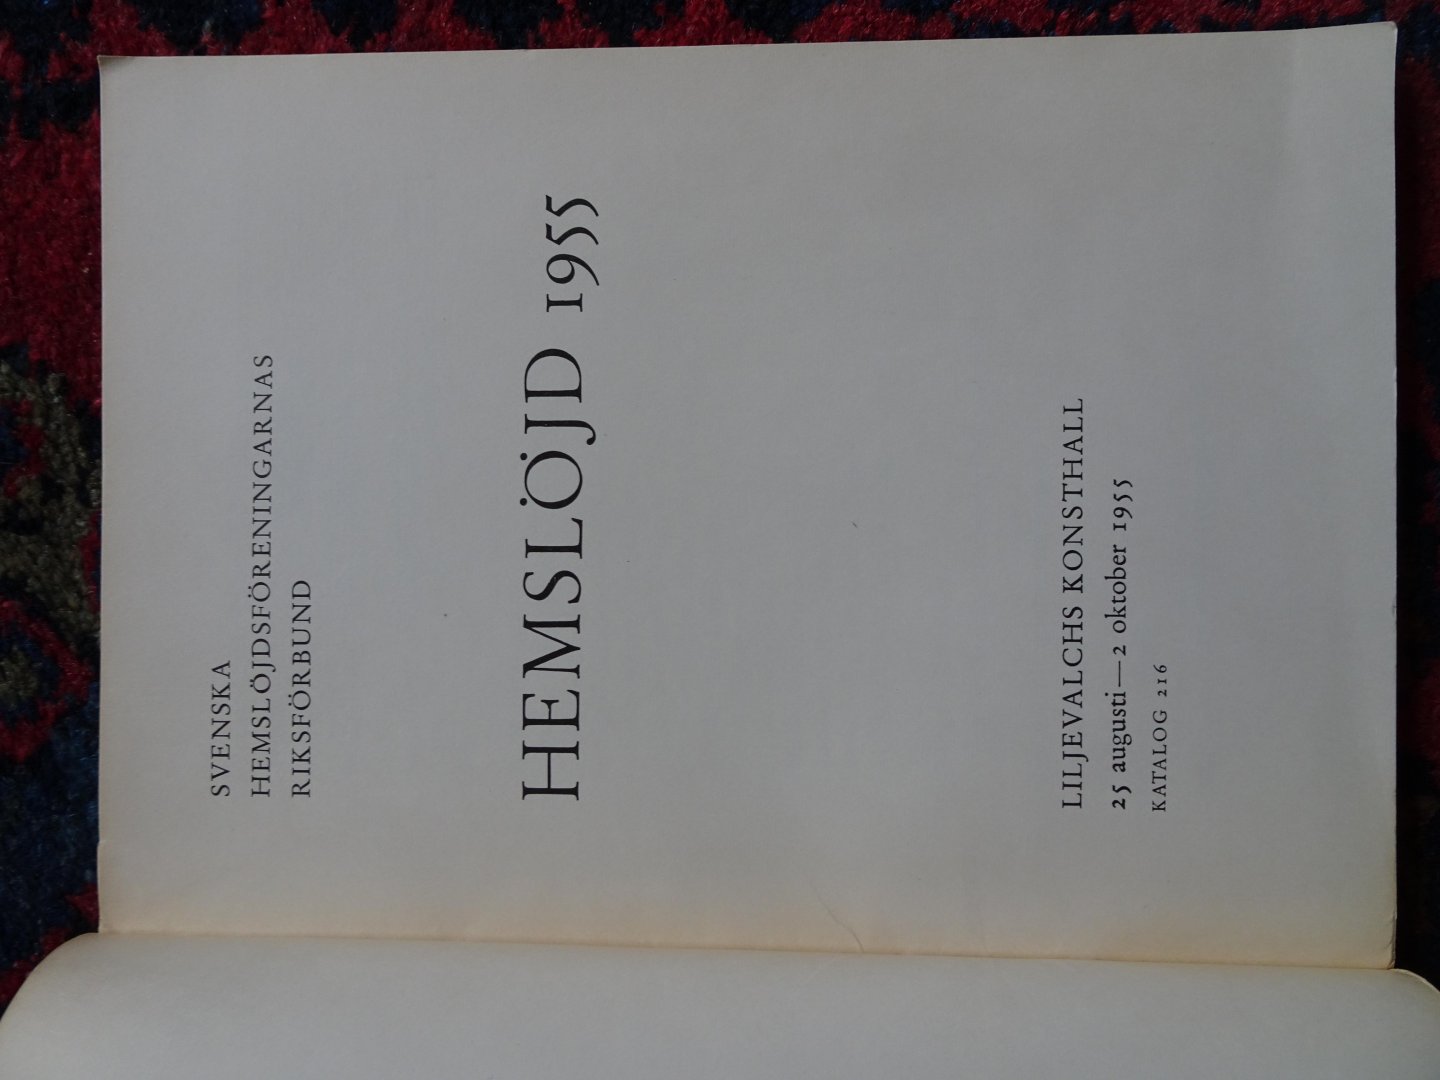 SVENSKA
HEMSLÖJDSFÖRENINGARNAS
RIKSFÖRBUND
HEMSLÖJD 1955
LILJEVALCHS KONSTHALL
25 augusti—2 oktober 1955
KATALOG 216